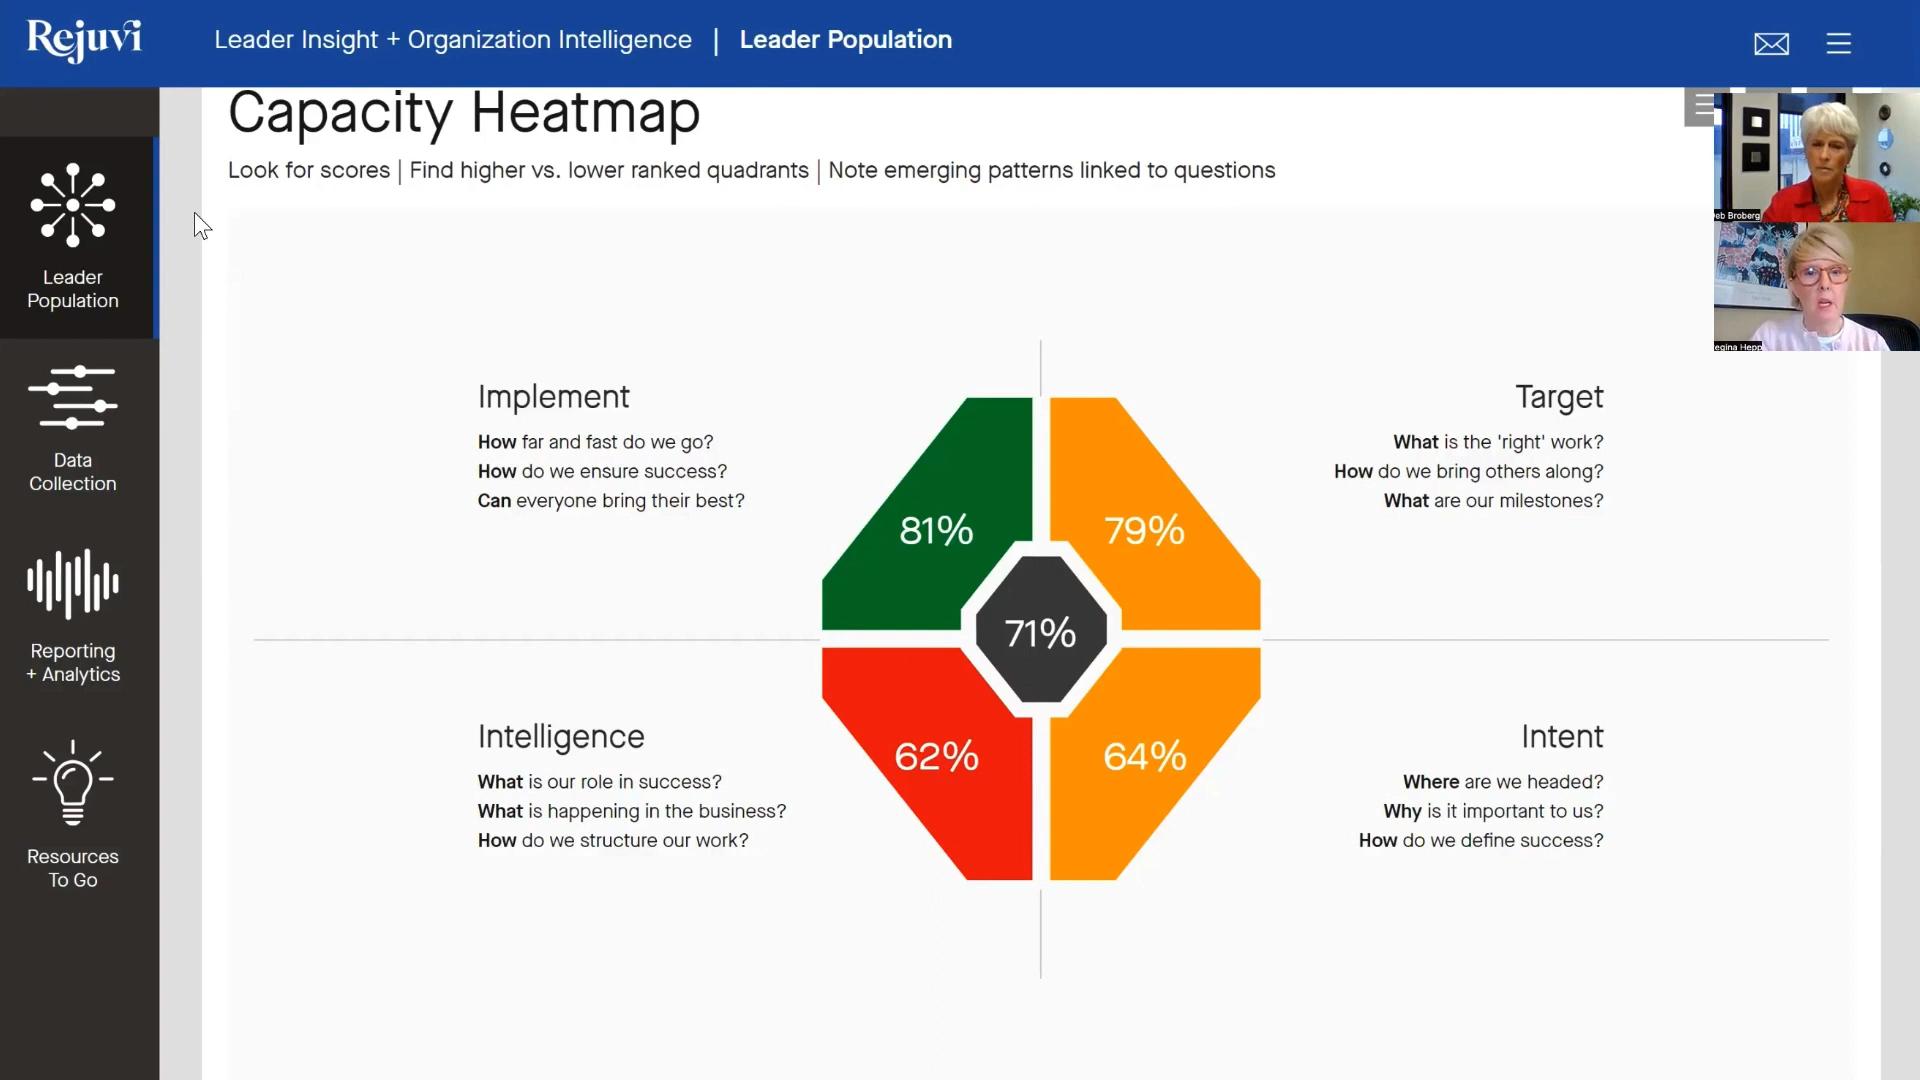 Rejuvi
Leader Insight + Organization Intelligence | Leader Population
Capacity Heatmap
Look for scores | Find higher vs. lower ranked quadrants | Note emerging patterns linked to questions
Leader
Population
Data
Collection
Reporting
+ Analytics
Resources
To Go
Implement
How far and fast do we go?
How do we ensure success?
Can everyone bring their best?
Target
What is the 'right' work?
How do we bring others along?
What are our milestones?
81%
79%
71%
62%
64%
Intelligence
What is our role in success?
What is happening in the business?
How do we structure our work?
Intent
Where are we headed?
Why is it important to us?
How do we define success?
Deb Broberg
Regina Hepp